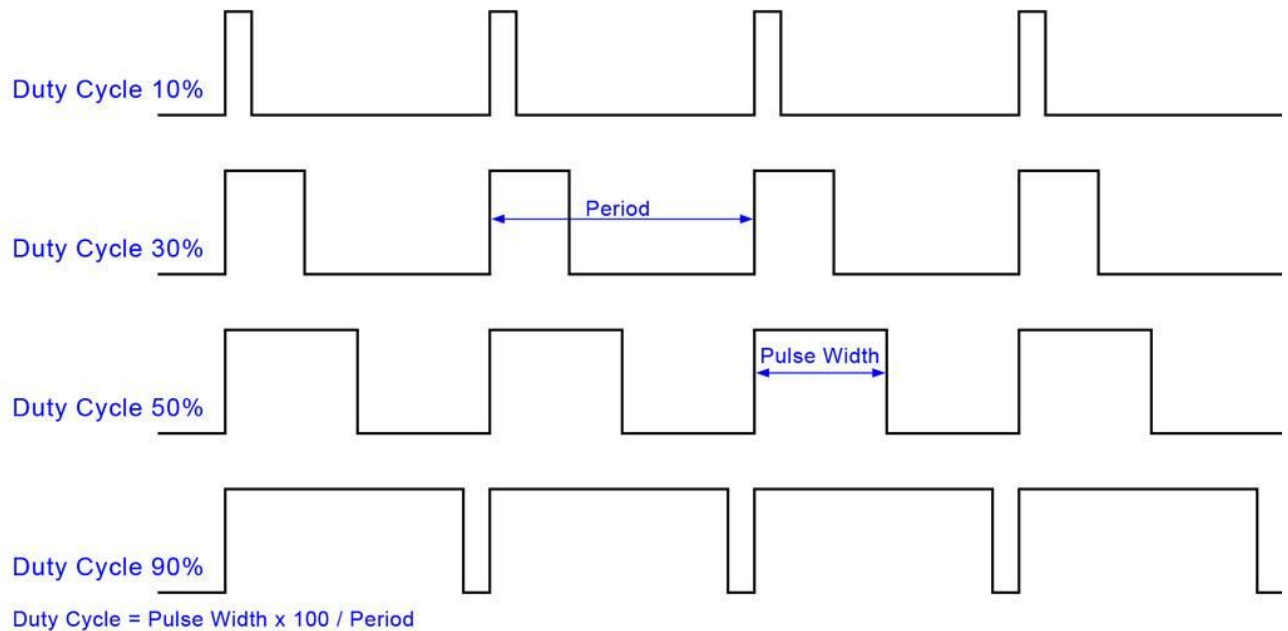 Duty Cycle 10%
Period
Duty Cycle 30%
Pulse Width
Duty Cycle 50%
Duty Cycle 90%
Duty Cycle = Pulse Width x 100 / Period